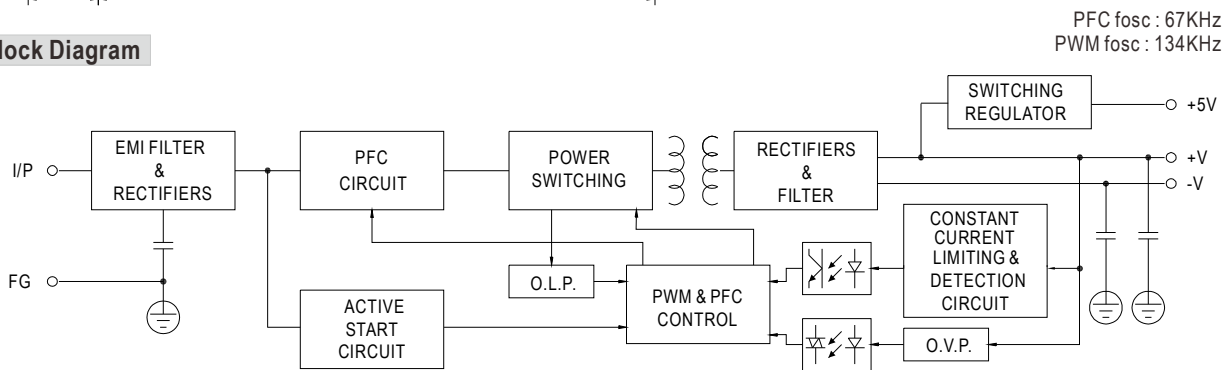 PFC fosc : 67KHz
PWM fosc : 134KHz
lock Diagram
SWITCHING
REGULATOR
+5V
EMI FILTER
&
RECTIFIERS
PFC
CIRCUIT
POWER
SWITCHING
RECTIFIERS
&
FILTER
I/P
+V
-V
CONSTANT
CURRENT
LIMITING &
DETECTION
CIRCUIT
FG
O.L.P.
PWM & PFC
CONTROL
ACTIVE
START
CIRCUIT
O.V.P.